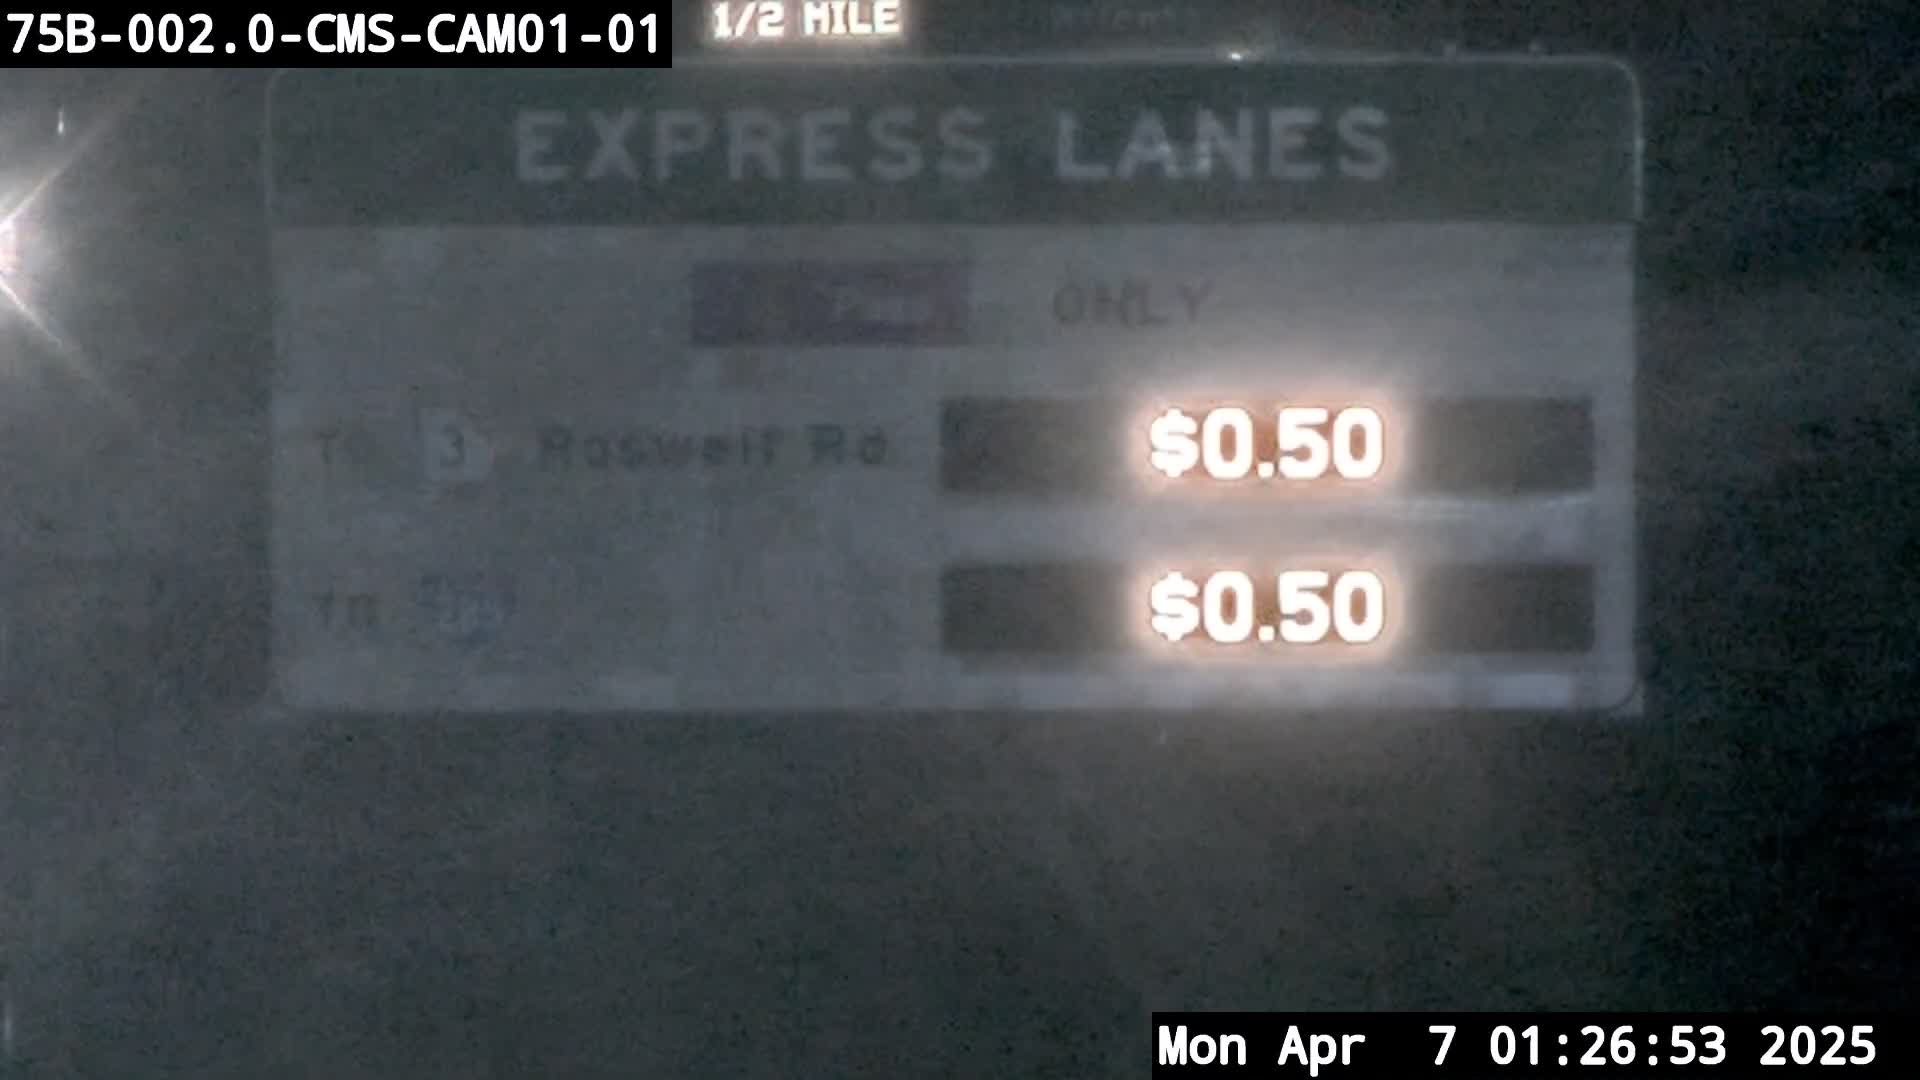 75B-002.0-CMS-CAM01-01
1/2 MILE
EXPRESS LANES
ONLY
To 3 Roswell Rd $0.50
To $0.50
Mon Apr 7 01:26:53 2025